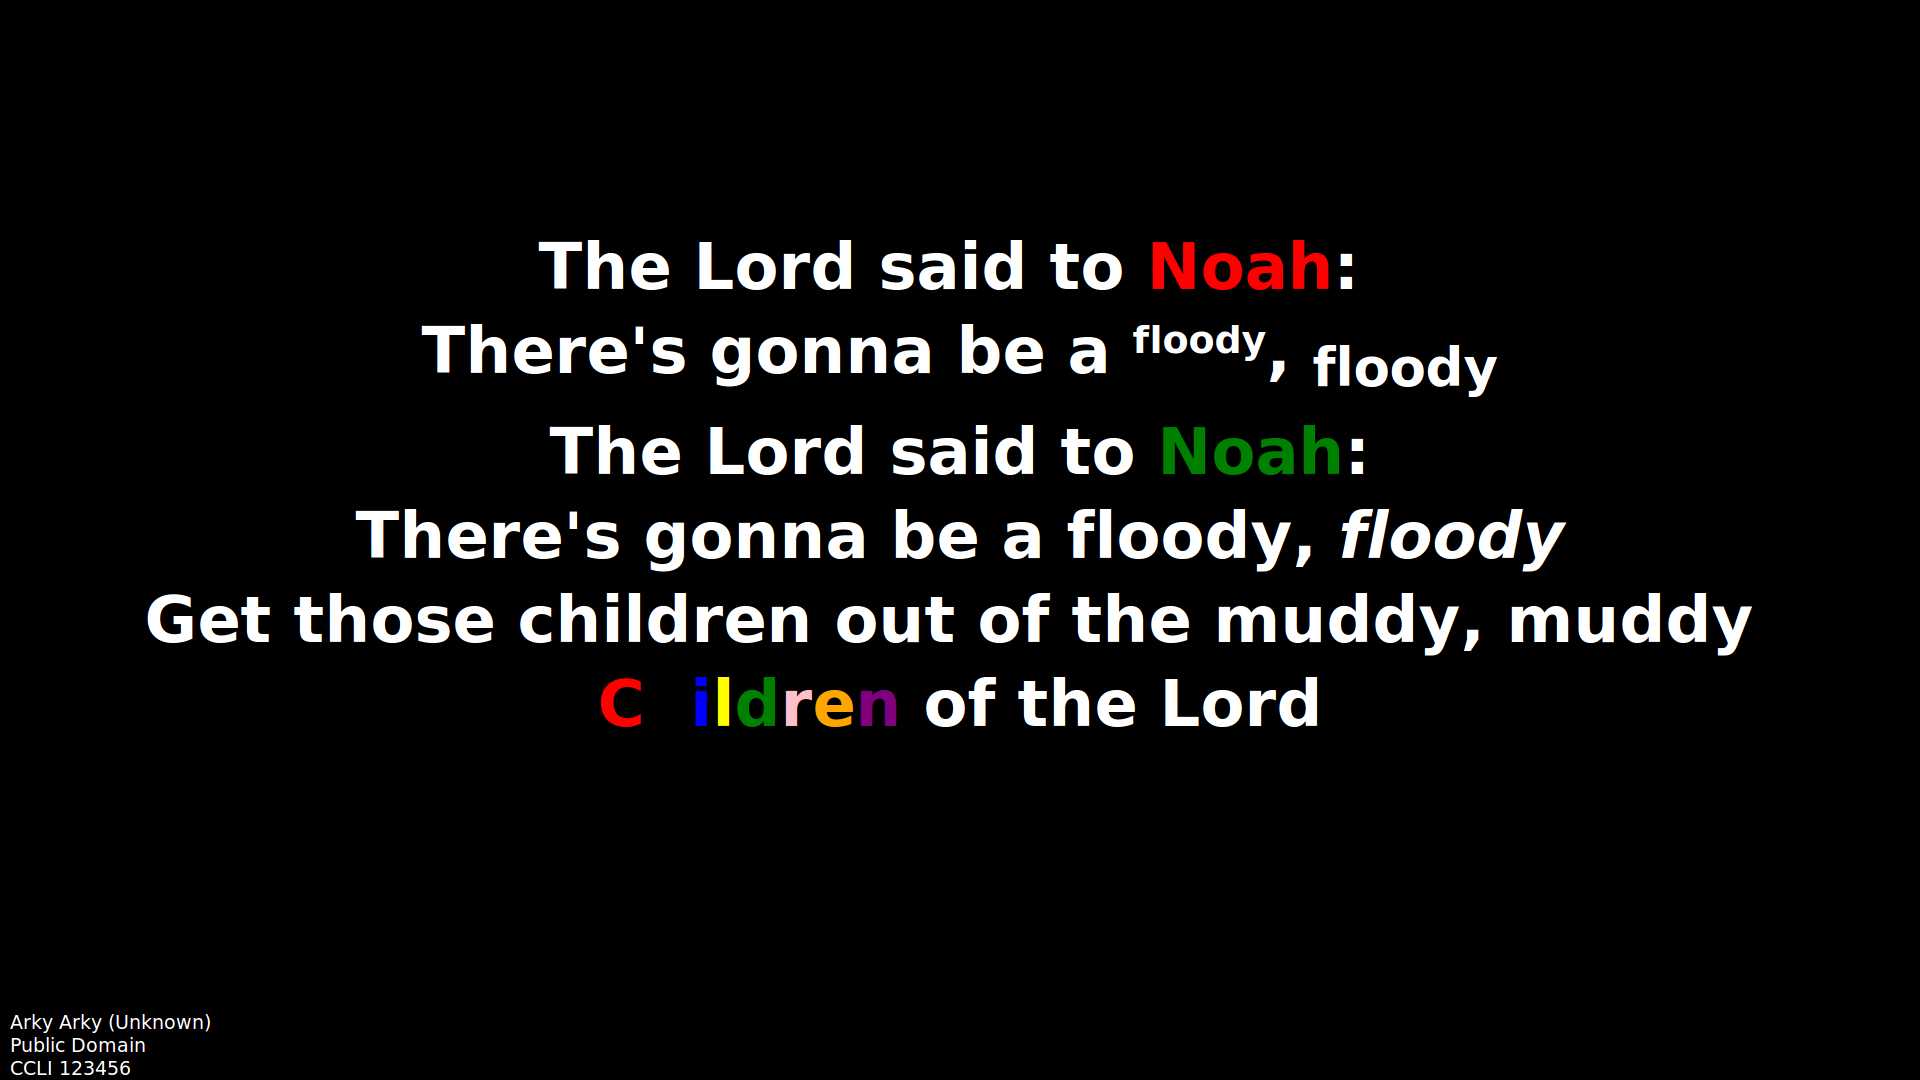 The Lord said to Noah:
There's gonna be a floody, floody
The Lord said to Noah:
There's gonna be a floody, floody
Get those children out of the muddy, muddy
C ildren of the Lord
Arky Arky (Unknown)
Public Domain
CCLI 123456